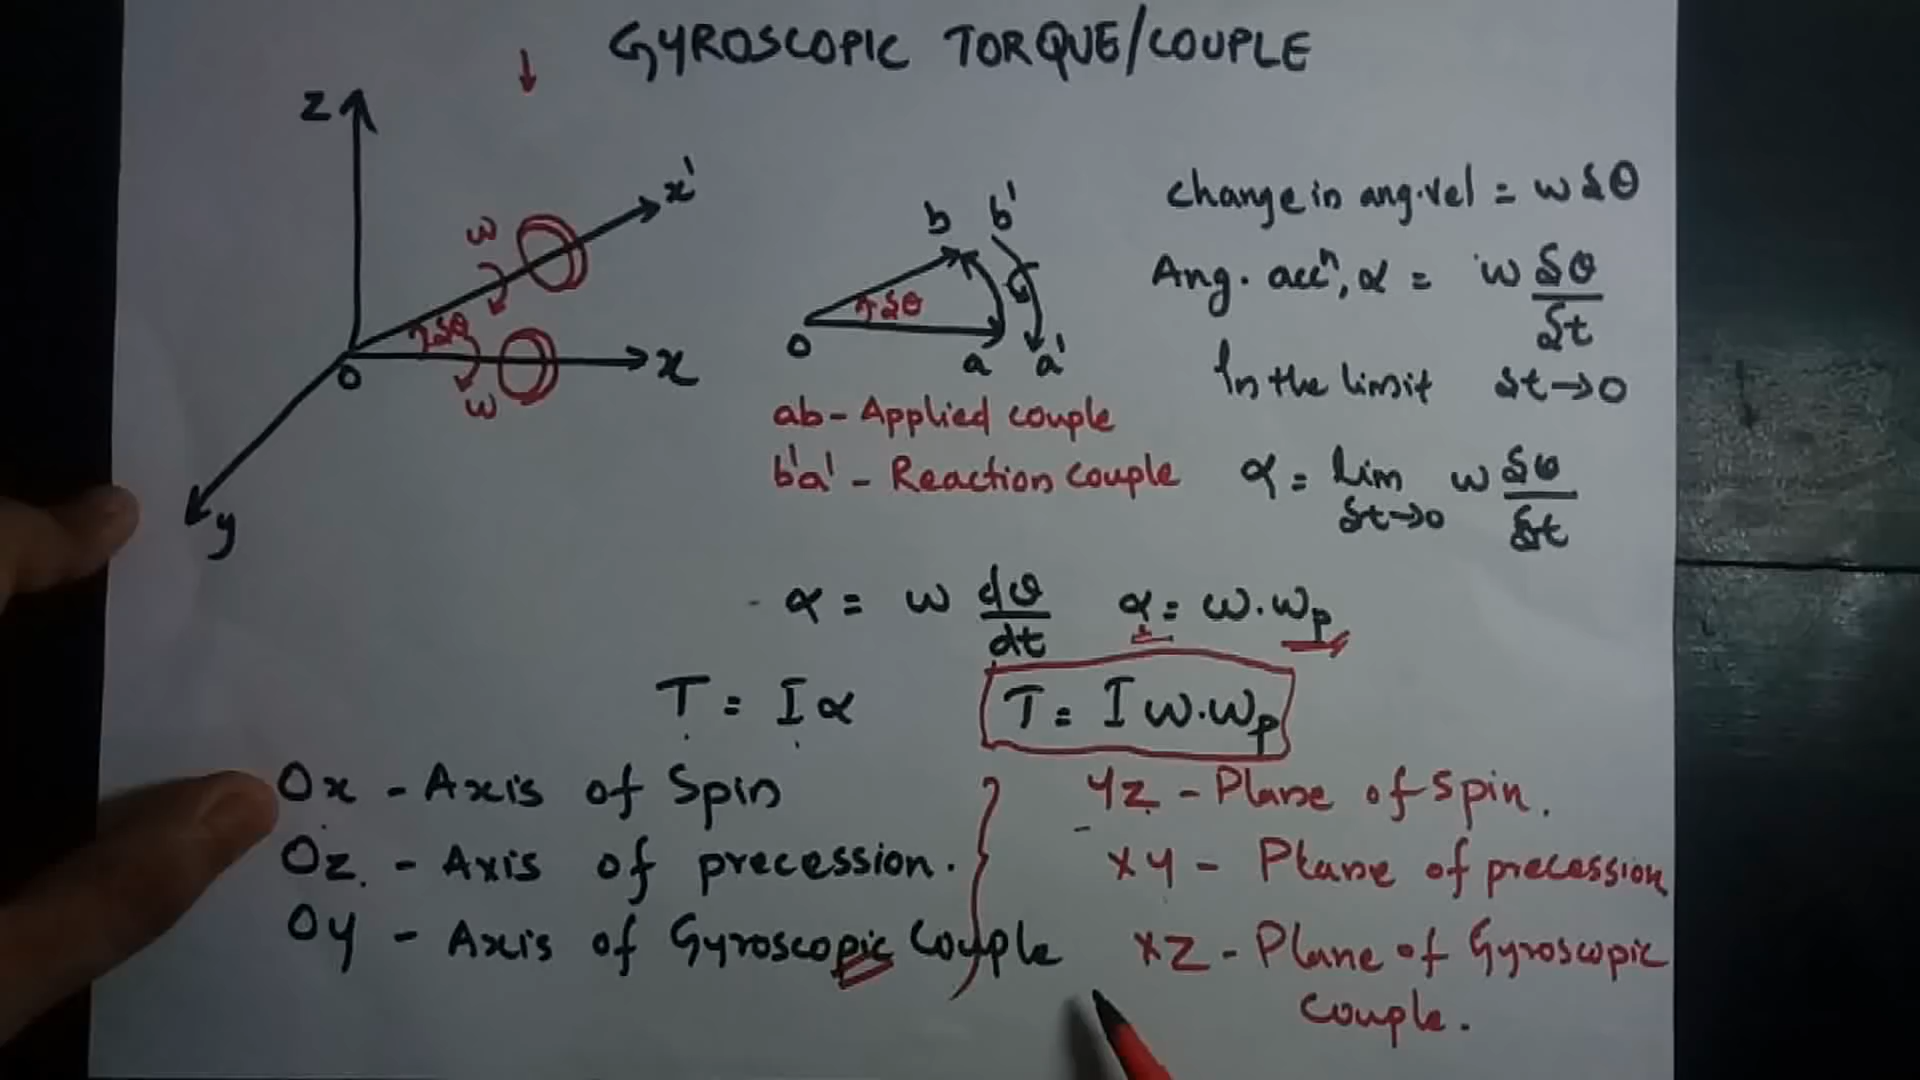 GYROSCOPIC TORQUE/COUPLE
z
x'
ω
δθ
ω
o
x
y
b b'
δθ
o
a a'
ab - Applied couple
b'a' - Reaction couple
Change in ang.vel = ω δθ
Ang. accⁿ, α = ω δθ/δt
In the limit δt→0
α = Lim δt→0 ω δθ/δt
α = ω dθ/dt α = ω.ωp
T = Iα T = I ω.ωp
Ox - Axis of Spin
Oz. - Axis of precession.
Oy - Axis of Gyroscopic Couple
YZ - Plane of Spin.
XY - Plane of precession
XZ - Plane of Gyroscopic
couple.